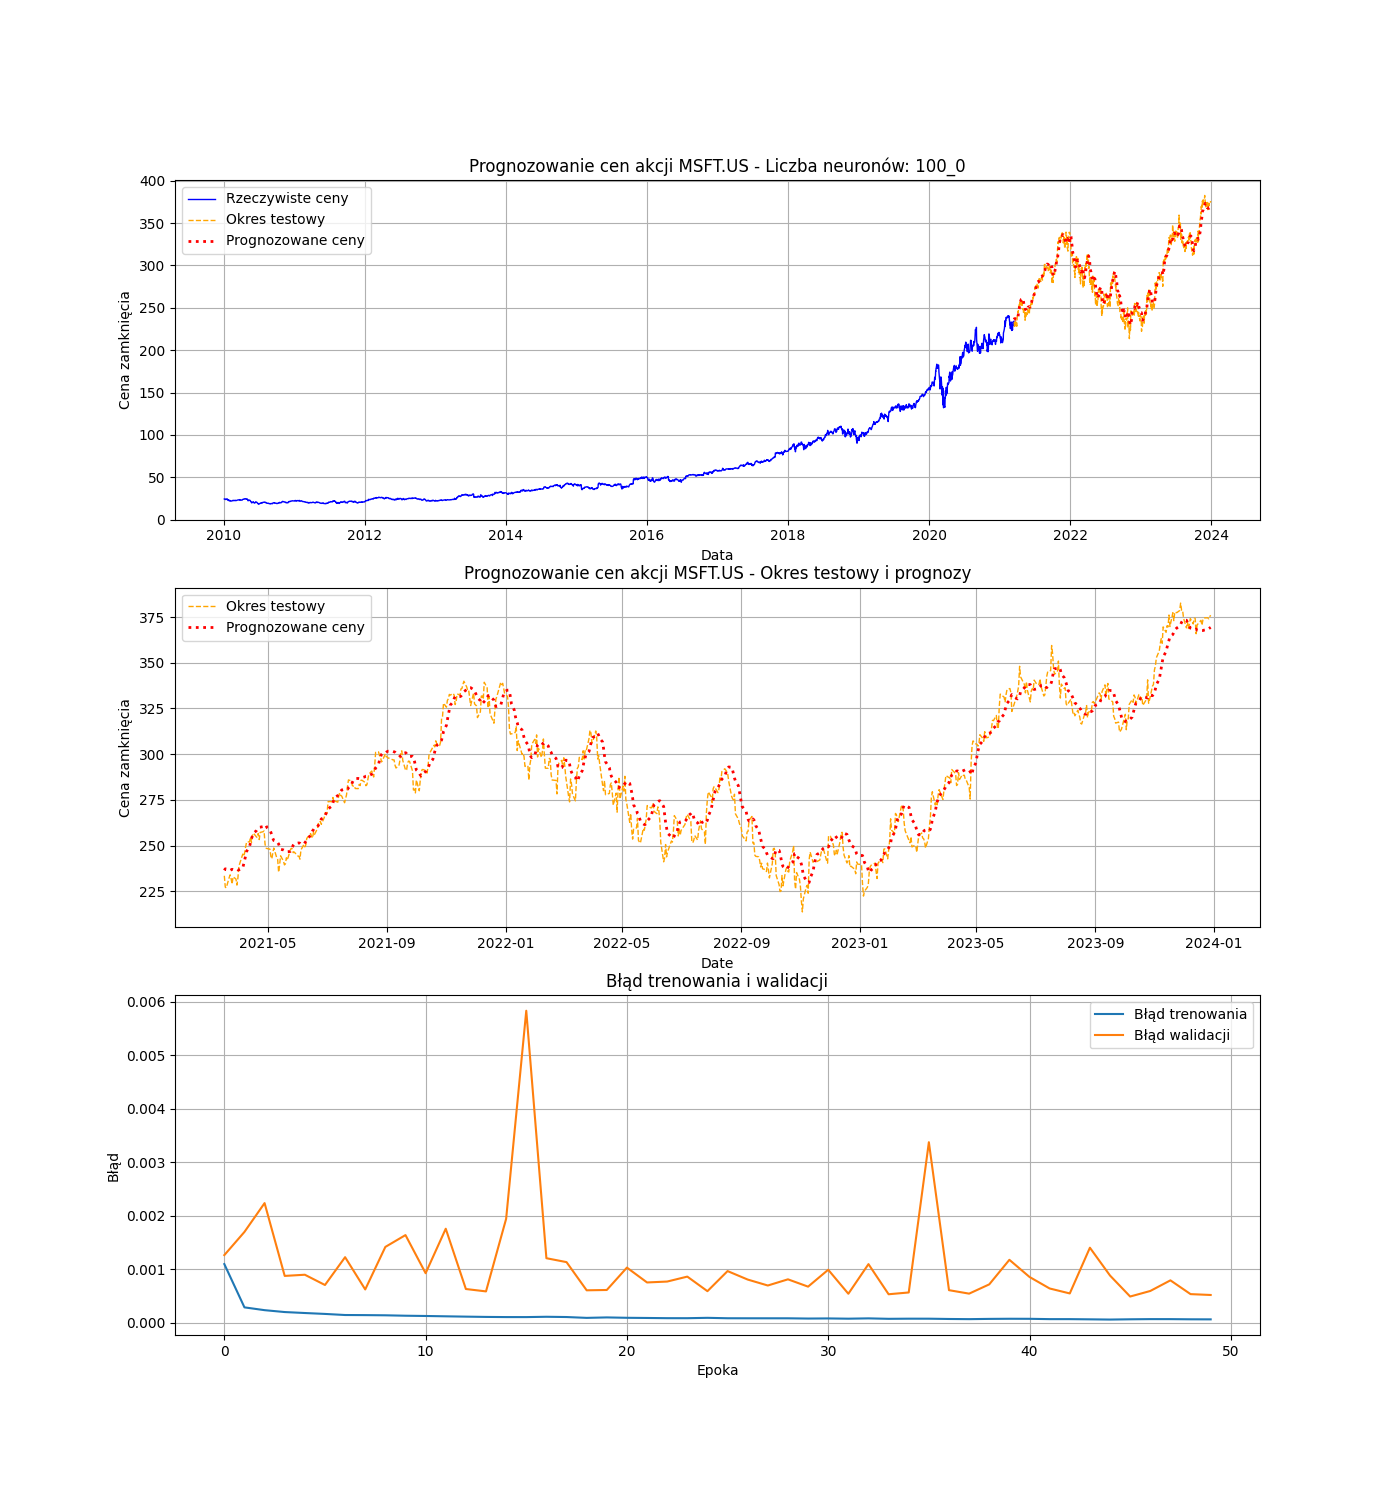 Prognozowanie cen akcji MSFT.US - Liczba neuronów: 100_0
400
350
300
250
200
150
100
50
0
Cena zamknięcia
Rzeczywiste ceny
Okres testowy
Prognozowane ceny
2010 2012 2014 2016 2018 2020 2022 2024
Data
Prognozowanie cen akcji MSFT.US - Okres testowy i prognozy
375
350
325
300
275
250
225
Cena zamknięcia
Okres testowy
Prognozowane ceny
2021-05 2021-09 2022-01 2022-05 2022-09 2023-01 2023-05 2023-09 2024-01
Date
Błąd trenowania i walidacji
0.006
0.005
0.004
0.003
0.002
0.001
0.000
Błąd
Błąd trenowania
Błąd walidacji
0 10 20 30 40 50
Epoka